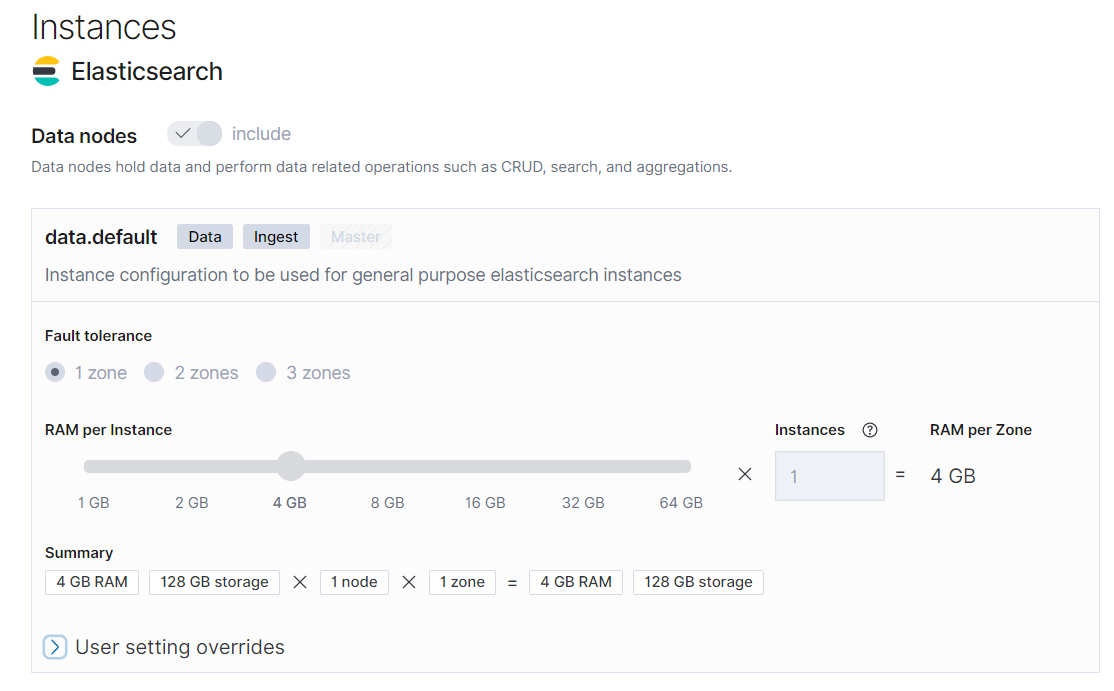 Instances
Elasticsearch
Data nodes include
Data nodes hold data and perform data related operations such as CRUD, search, and aggregations.
data.default Data Ingest Master
Instance configuration to be used for general purpose elasticsearch instances
Fault tolerance
1 zone 2 zones 3 zones
RAM per Instance Instances RAM per Zone
1 = 4 GB
1 GB 2 GB 4 GB 8 GB 16 GB 32 GB 64 GB
Summary
4 GB RAM 128 GB storage × 1 node × 1 zone = 4 GB RAM 128 GB storage
User setting overrides